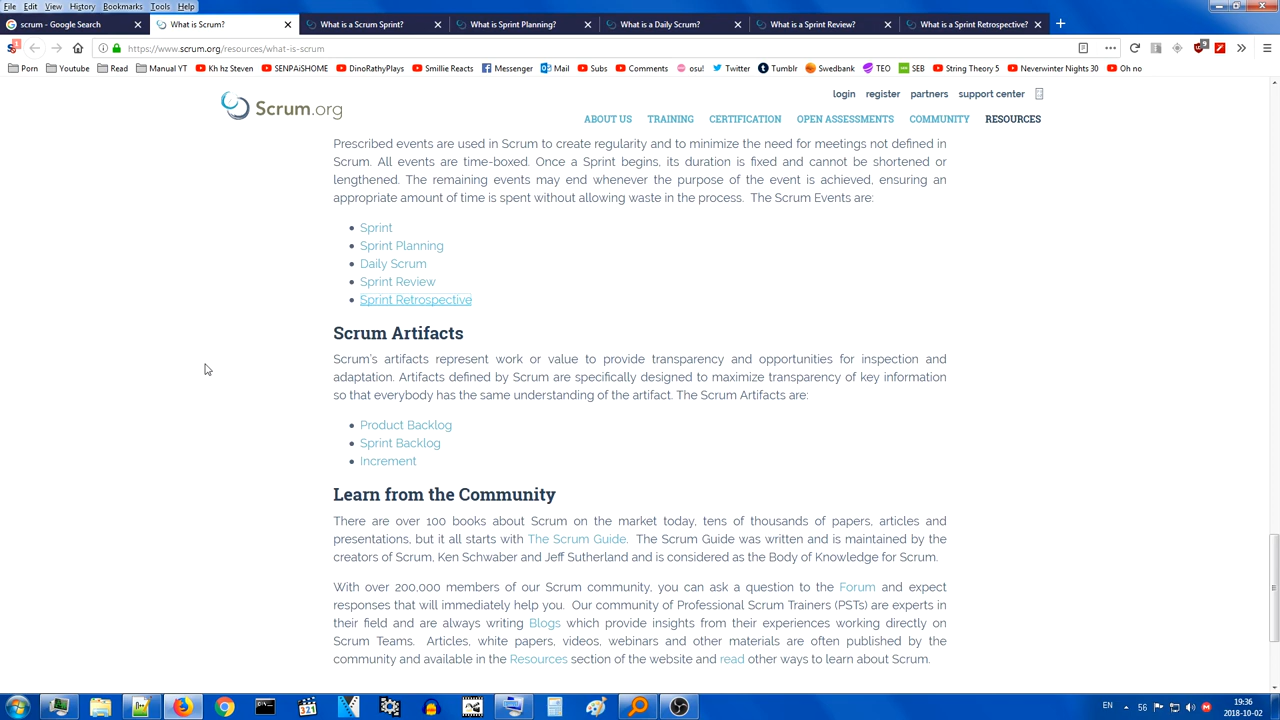 File Edit View History Bookmarks Tools Help
scrum - Google Search What is Scrum? What is a Scrum Sprint? What is Sprint Planning? What is a Daily Scrum? What is a Sprint Review? What is a Sprint Retrospective?
https://www.scrum.org/resources/what-is-scrum
Porn Youtube Read Manual YT Kh hz Steven SENPAiSHOME DinoRathyPlays Smillie Reacts Messenger Mail Subs Comments osu! Twitter Tumblr Swedbank TEO SEB String Theory 5 Neverwinter Nights 30 Oh no
login register partners support center
Scrum.org
ABOUT US TRAINING CERTIFICATION OPEN ASSESSMENTS COMMUNITY RESOURCES
Prescribed events are used in Scrum to create regularity and to minimize the need for meetings not defined in
Scrum. All events are time-boxed. Once a Sprint begins, its duration is fixed and cannot be shortened or
lengthened. The remaining events may end whenever the purpose of the event is achieved, ensuring an
appropriate amount of time is spent without allowing waste in the process. The Scrum Events are:
• Sprint
• Sprint Planning
• Daily Scrum
• Sprint Review
• Sprint Retrospective
Scrum Artifacts
Scrum's artifacts represent work or value to provide transparency and opportunities for inspection and
adaptation. Artifacts defined by Scrum are specifically designed to maximize transparency of key information
so that everybody has the same understanding of the artifact. The Scrum Artifacts are:
• Product Backlog
• Sprint Backlog
• Increment
Learn from the Community
There are over 100 books about Scrum on the market today, tens of thousands of papers, articles and
presentations, but it all starts with The Scrum Guide. The Scrum Guide was written and is maintained by the
creators of Scrum, Ken Schwaber and Jeff Sutherland and is considered as the Body of Knowledge for Scrum.
With over 200,000 members of our Scrum community, you can ask a question to the Forum and expect
responses that will immediately help you. Our community of Professional Scrum Trainers (PSTs) are experts in
their field and are always writing Blogs which provide insights from their experiences working directly on
Scrum Teams. Articles, white papers, videos, webinars and other materials are often published by the
community and available in the Resources section of the website and read other ways to learn about Scrum.
321
EN 56 19:36
2018-10-02